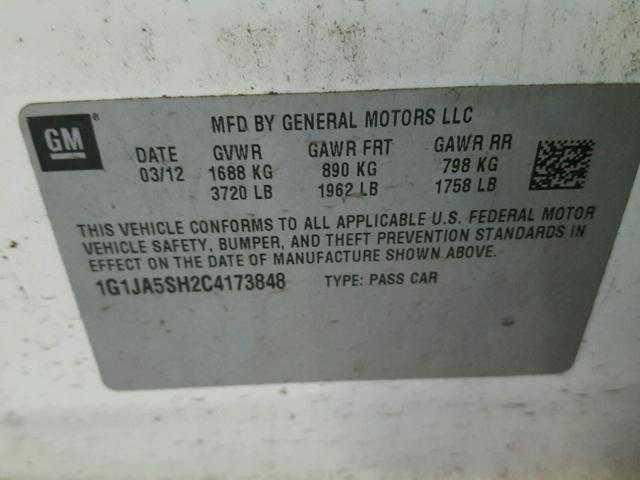 GM ®
MFD BY GENERAL MOTORS LLC
DATE GVWR GAWR FRT GAWR RR
03/12 1688 KG 890 KG 798 KG
3720 LB 1962 LB 1758 LB
THIS VEHICLE CONFORMS TO ALL APPLICABLE U.S. FEDERAL MOTOR
VEHICLE SAFETY, BUMPER, AND THEFT PREVENTION STANDARDS IN
EFFECT ON THE DATE OF MANUFACTURE SHOWN ABOVE.
1G1JA5SH2C4173848 TYPE: PASS CAR